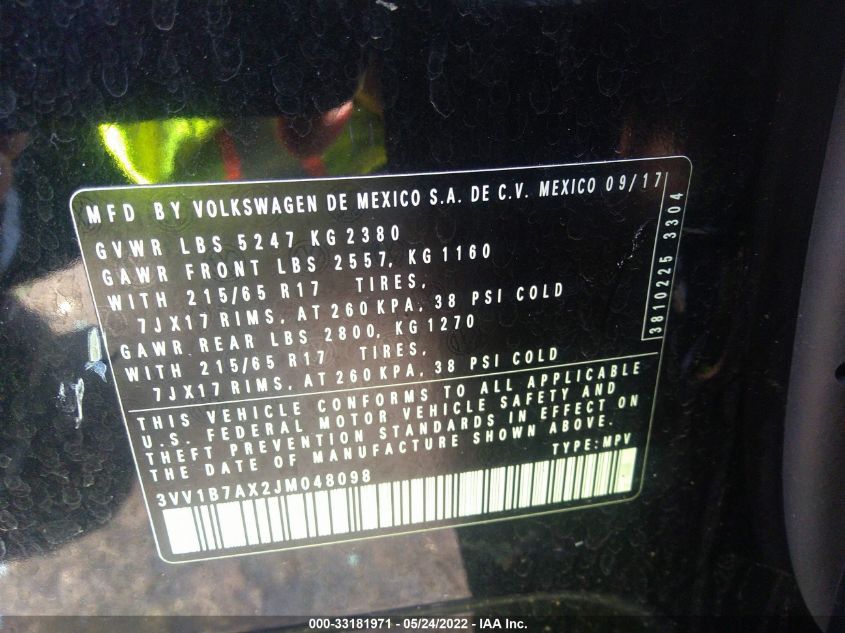 MFD BY VOLKSWAGEN DE MEXICO S.A. DE C.V. MEXICO 09/17
GVWR LBS 5247 KG 2380
GAWR FRONT LBS 2557, KG 1160
WITH 215/65 R17 TIRES,
7JX17 RIMS, AT 260 KPA, 38 PSI COLD
GAWR REAR LBS 2800, KG 1270
WITH 215/65 R17 TIRES,
7JX17 RIMS, AT 260 KPA, 38 PSI COLD
3810225 3304
THIS VEHICLE CONFORMS TO ALL APPLICABLE
U.S. FEDERAL MOTOR VEHICLE SAFETY AND
THEFT PREVENTION STANDARDS IN EFFECT ON
THE DATE OF MANUFACTURE SHOWN ABOVE.
TYPE: MPV
3VV1B7AX2JM048098
000-33181971 - 05/24/2022 - IAA Inc.